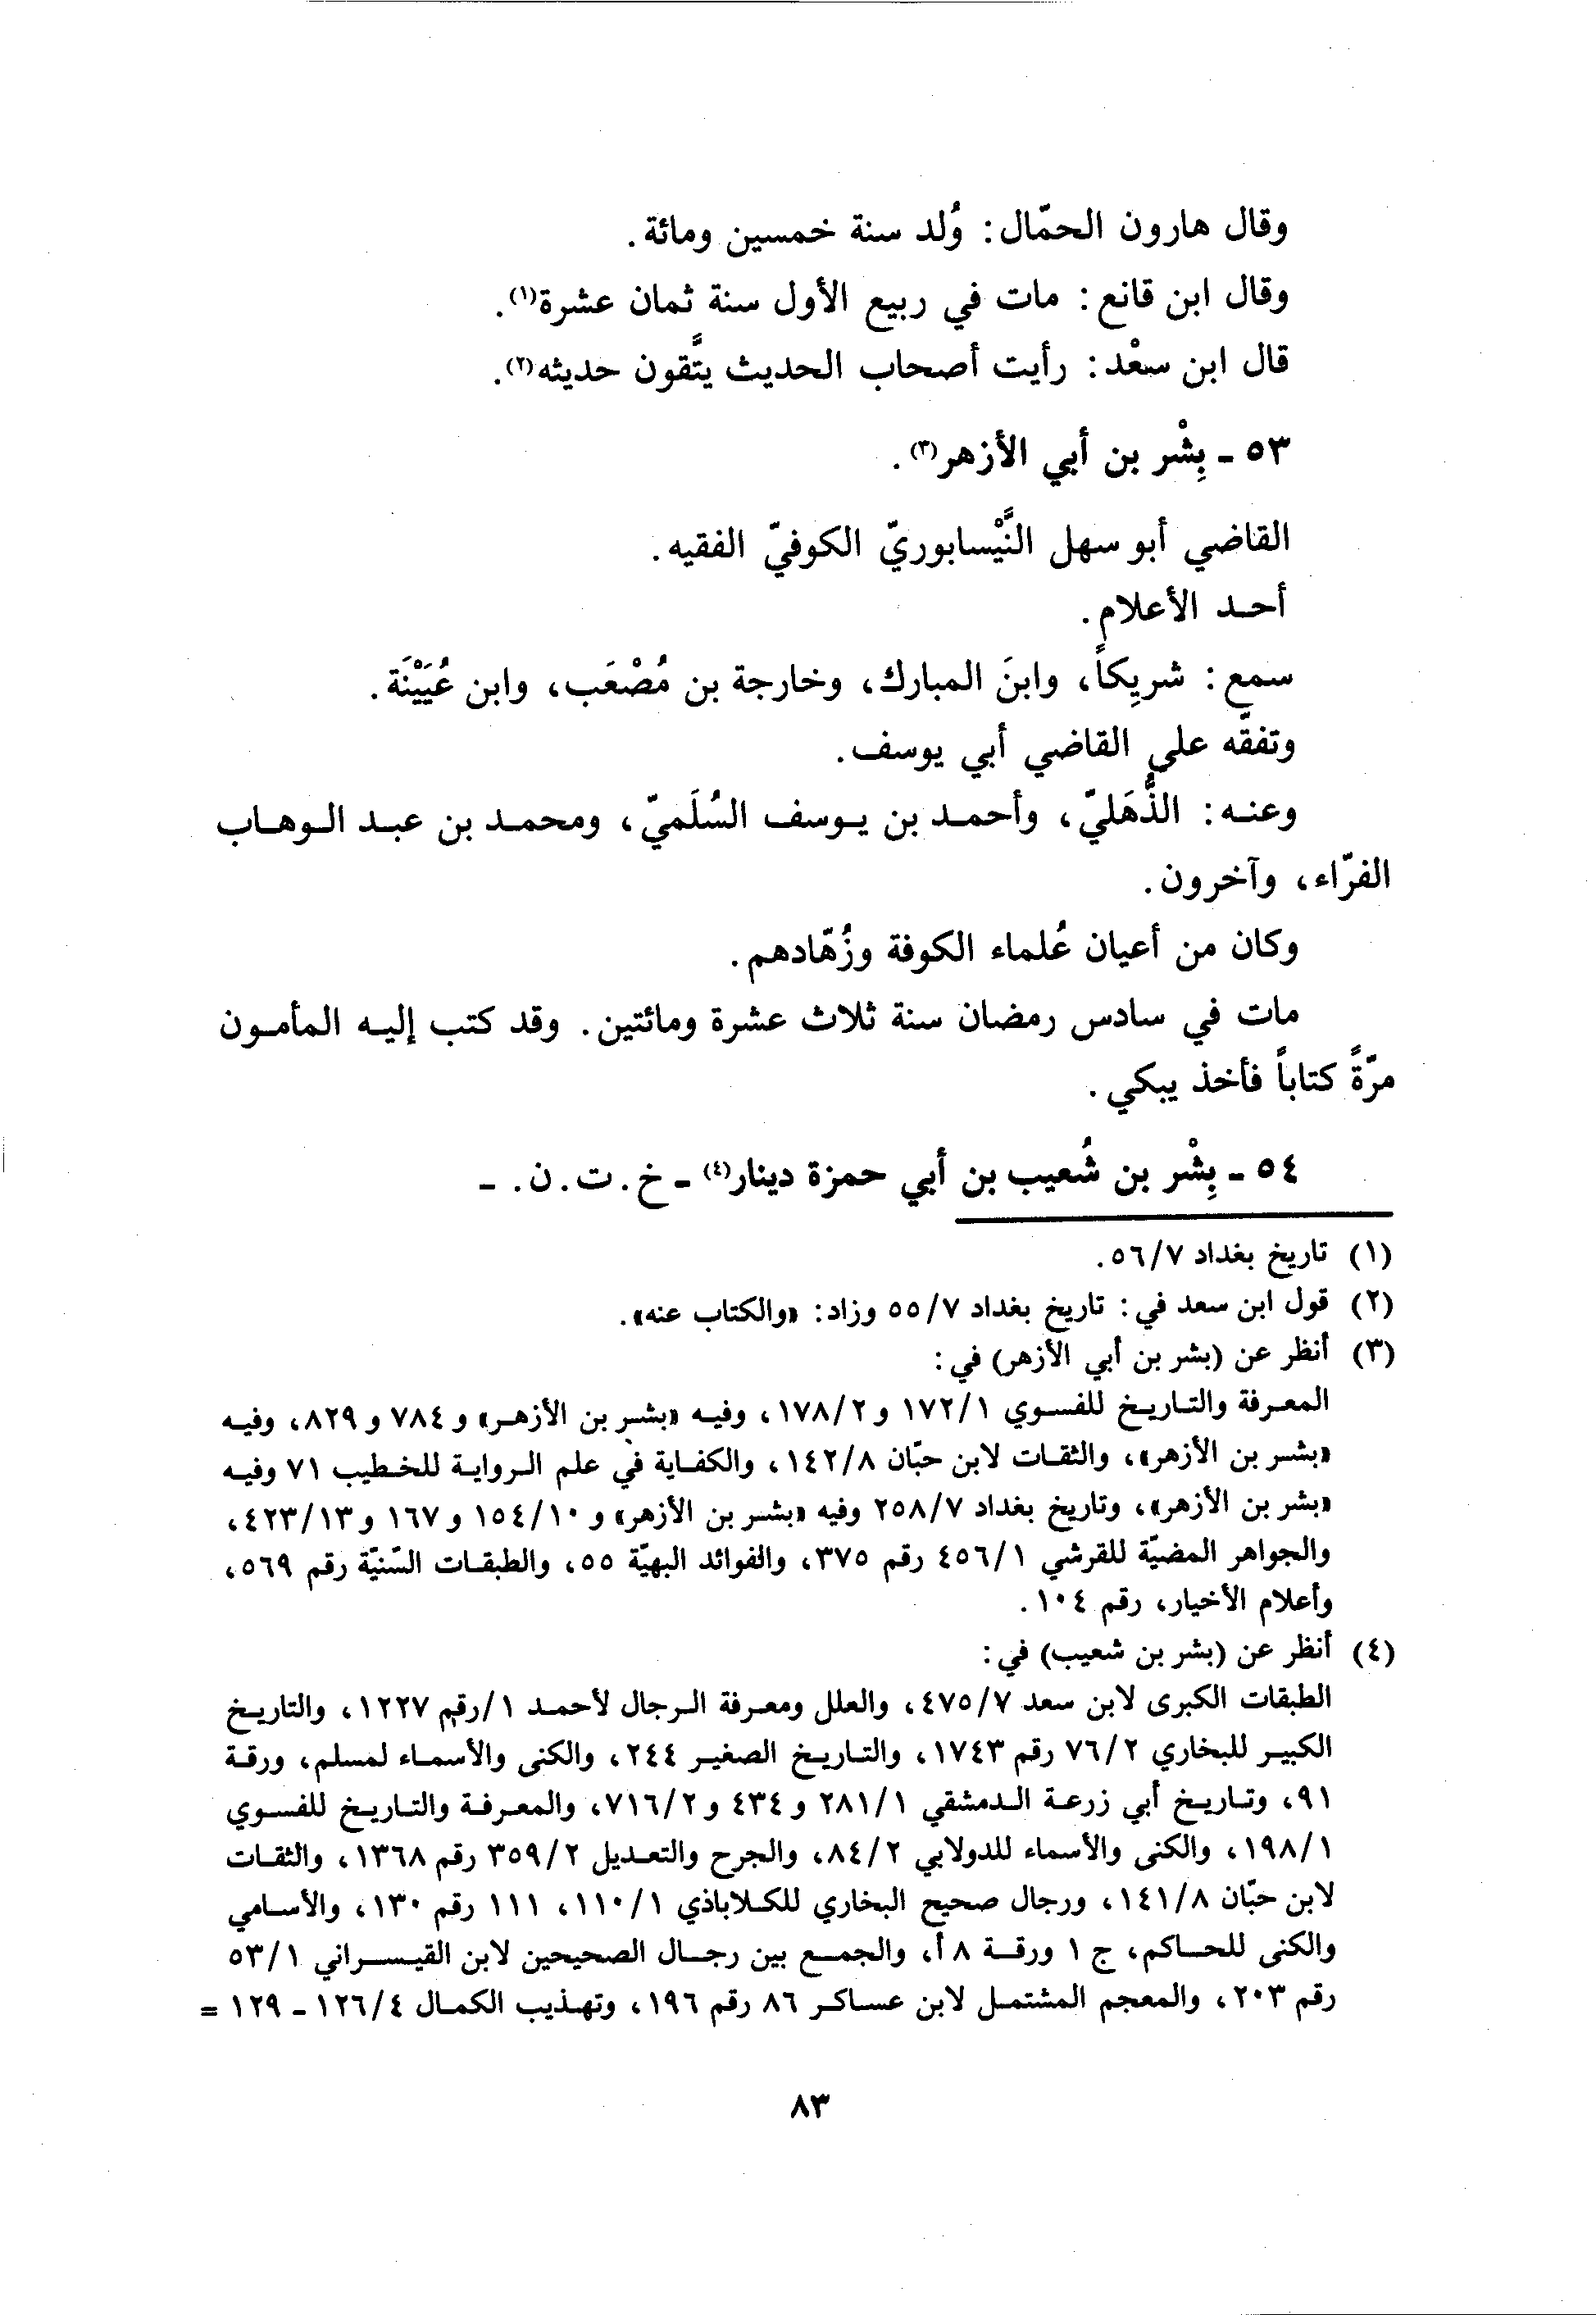 وقال هارون الحمّال: وُلد سنة خمسين ومائة.
وقال ابن قانع: مات في ربيع الأول سنة ثمان عشرة(١).
قال ابن سعْد: رأيت أصحاب الحديث يتَّقون حديثه(٢).
٥٣ ـ بِشْر بن أبي الأزهر(٣).
القاضي أبو سهل النَّيْسابوريّ الكوفيّ الفقيه.
أحد الأعلام.
سمع: شريكاً، وابنَ المبارك، وخارجة بن مُصْعَب، وابن عُيَيْنَة.
وتفقّه على القاضي أبي يوسف.
وعنه: الذُّهَليّ، وأحمد بن يوسف السُلَميّ، ومحمد بن عبد الوهاب
الفرّاء، وآخرون.
وكان من أعيان عُلماء الكوفة وزُهّادهم.
مات في سادس رمضان سنة ثلاث عشرة ومائتين. وقد كتب إليه المأمون
مرّةً كتاباً فأخذ يبكي.
٥٤ ـ بِشْر بن شُعيب بن أبي حمزة دينار(٤) ـ خ. ت. ن. ـ
(١) تاريخ بغداد ٥٦/٧.
(٢) قول ابن سعد في: تاريخ بغداد ٥٥/٧ وزاد: «والكتاب عنه».
(٣) أنظر عن (بشر بن أبي الأزهر) في:
المعرفة والتاريخ للفسوي ١٧٢/١ و ١٧٨/٢، وفيه «بشر بن الأزهر» و ٧٨٤ و ٨٢٩، وفيه
«بشر بن الأزهر»، والثقات لابن حبّان ١٤٢/٨، والكفاية في علم الرواية للخطيب ٧١ وفيه
«بشر بن الأزهر»، وتاريخ بغداد ٢٥٨/٧ وفيه «بشر بن الأزهر» و ١٥٤/١٠ و ١٦٧ و ٤٢٣/١٣،
والجواهر المضيّة للقرشي ٤٥٦/١ رقم ٣٧٥، والفوائد البهيّة ٥٥، والطبقات السّنيّة رقم ٥٦٩،
وأعلام الأخيار، رقم ١٠٤.
(٤) أنظر عن (بشر بن شعيب) في:
الطبقات الكبرى لابن سعد ٤٧٥/٧، والعلل ومعرفة الرجال لأحمد ١/رقم ١٢٢٧، والتاريخ
الكبير للبخاري ٧٦/٢ رقم ١٧٤٣، والتاريخ الصغير ٢٤٤، والكنى والأسماء لمسلم، ورقة
٩١، وتاريخ أبي زرعة الدمشقي ٢٨١/١ و ٤٣٤ و ٧١٦/٢، والمعرفة والتاريخ للفسوي
١٩٨/١، والكنى والأسماء للدولابي ٨٤/٢، والجرح والتعديل ٣٥٩/٢ رقم ١٣٦٨، والثقات
لابن حبّان ١٤١/٨، ورجال صحيح البخاري للكلاباذي ١١٠/١، ١١١ رقم ١٣٠، والأسامي
والكنى للحاكم، ج ١ ورقة ٨ أ، والجمع بين رجال الصحيحين لابن القيسراني ٥٣/١
رقم ٢٠٣، والمعجم المشتمل لابن عساكر ٨٦ رقم ١٩٦، وتهذيب الكمال ١٢٦/٤ ـ ١٢٩ =
٨٣